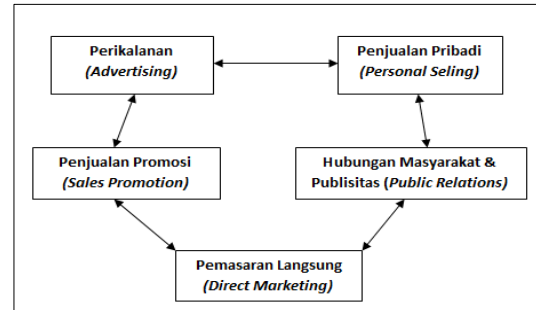 Perikalanan
(Advertising)
Penjualan Pribadi
(Personal Seling)
Penjualan Promosi
(Sales Promotion)
Hubungan Masyarakat &
Publisitas (Public Relations)
Pemasaran Langsung
(Direct Marketing)